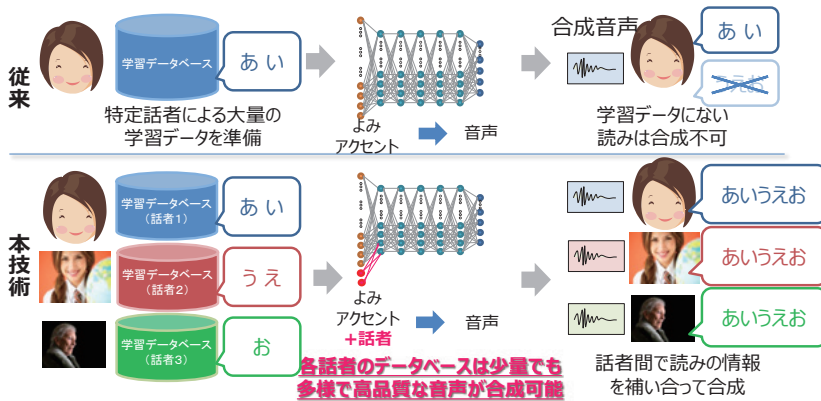 従来
学習データベース
あ い
特定話者による大量の
学習データを準備
よみ
アクセント
音声
合成音声
あ い
うえお
学習データにない
読みは合成不可
本技術
学習データベース
(話者1)
あ い
学習データベース
(話者2)
う え
学習データベース
(話者3)
お
よみ
アクセント
+話者
音声
各話者のデータベースは少量でも
多様で高品質な音声が合成可能
あいうえお
あいうえお
あいうえお
話者間で読みの情報
を補い合って合成